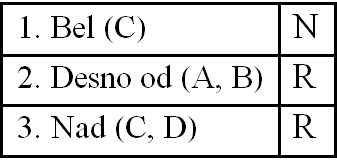 1. Bel (C) N
2. Desno od (A, B) R
3. Nad (C, D) R